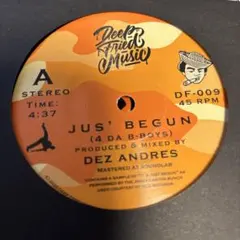 Deep
Fried
Music
A
STEREO
TIME:
4:37
DF-009
45 RPM
JUS' BEGUN
(4 DA B-BOYS)
PRODUCED & MIXED BY
DEZ ANDRES